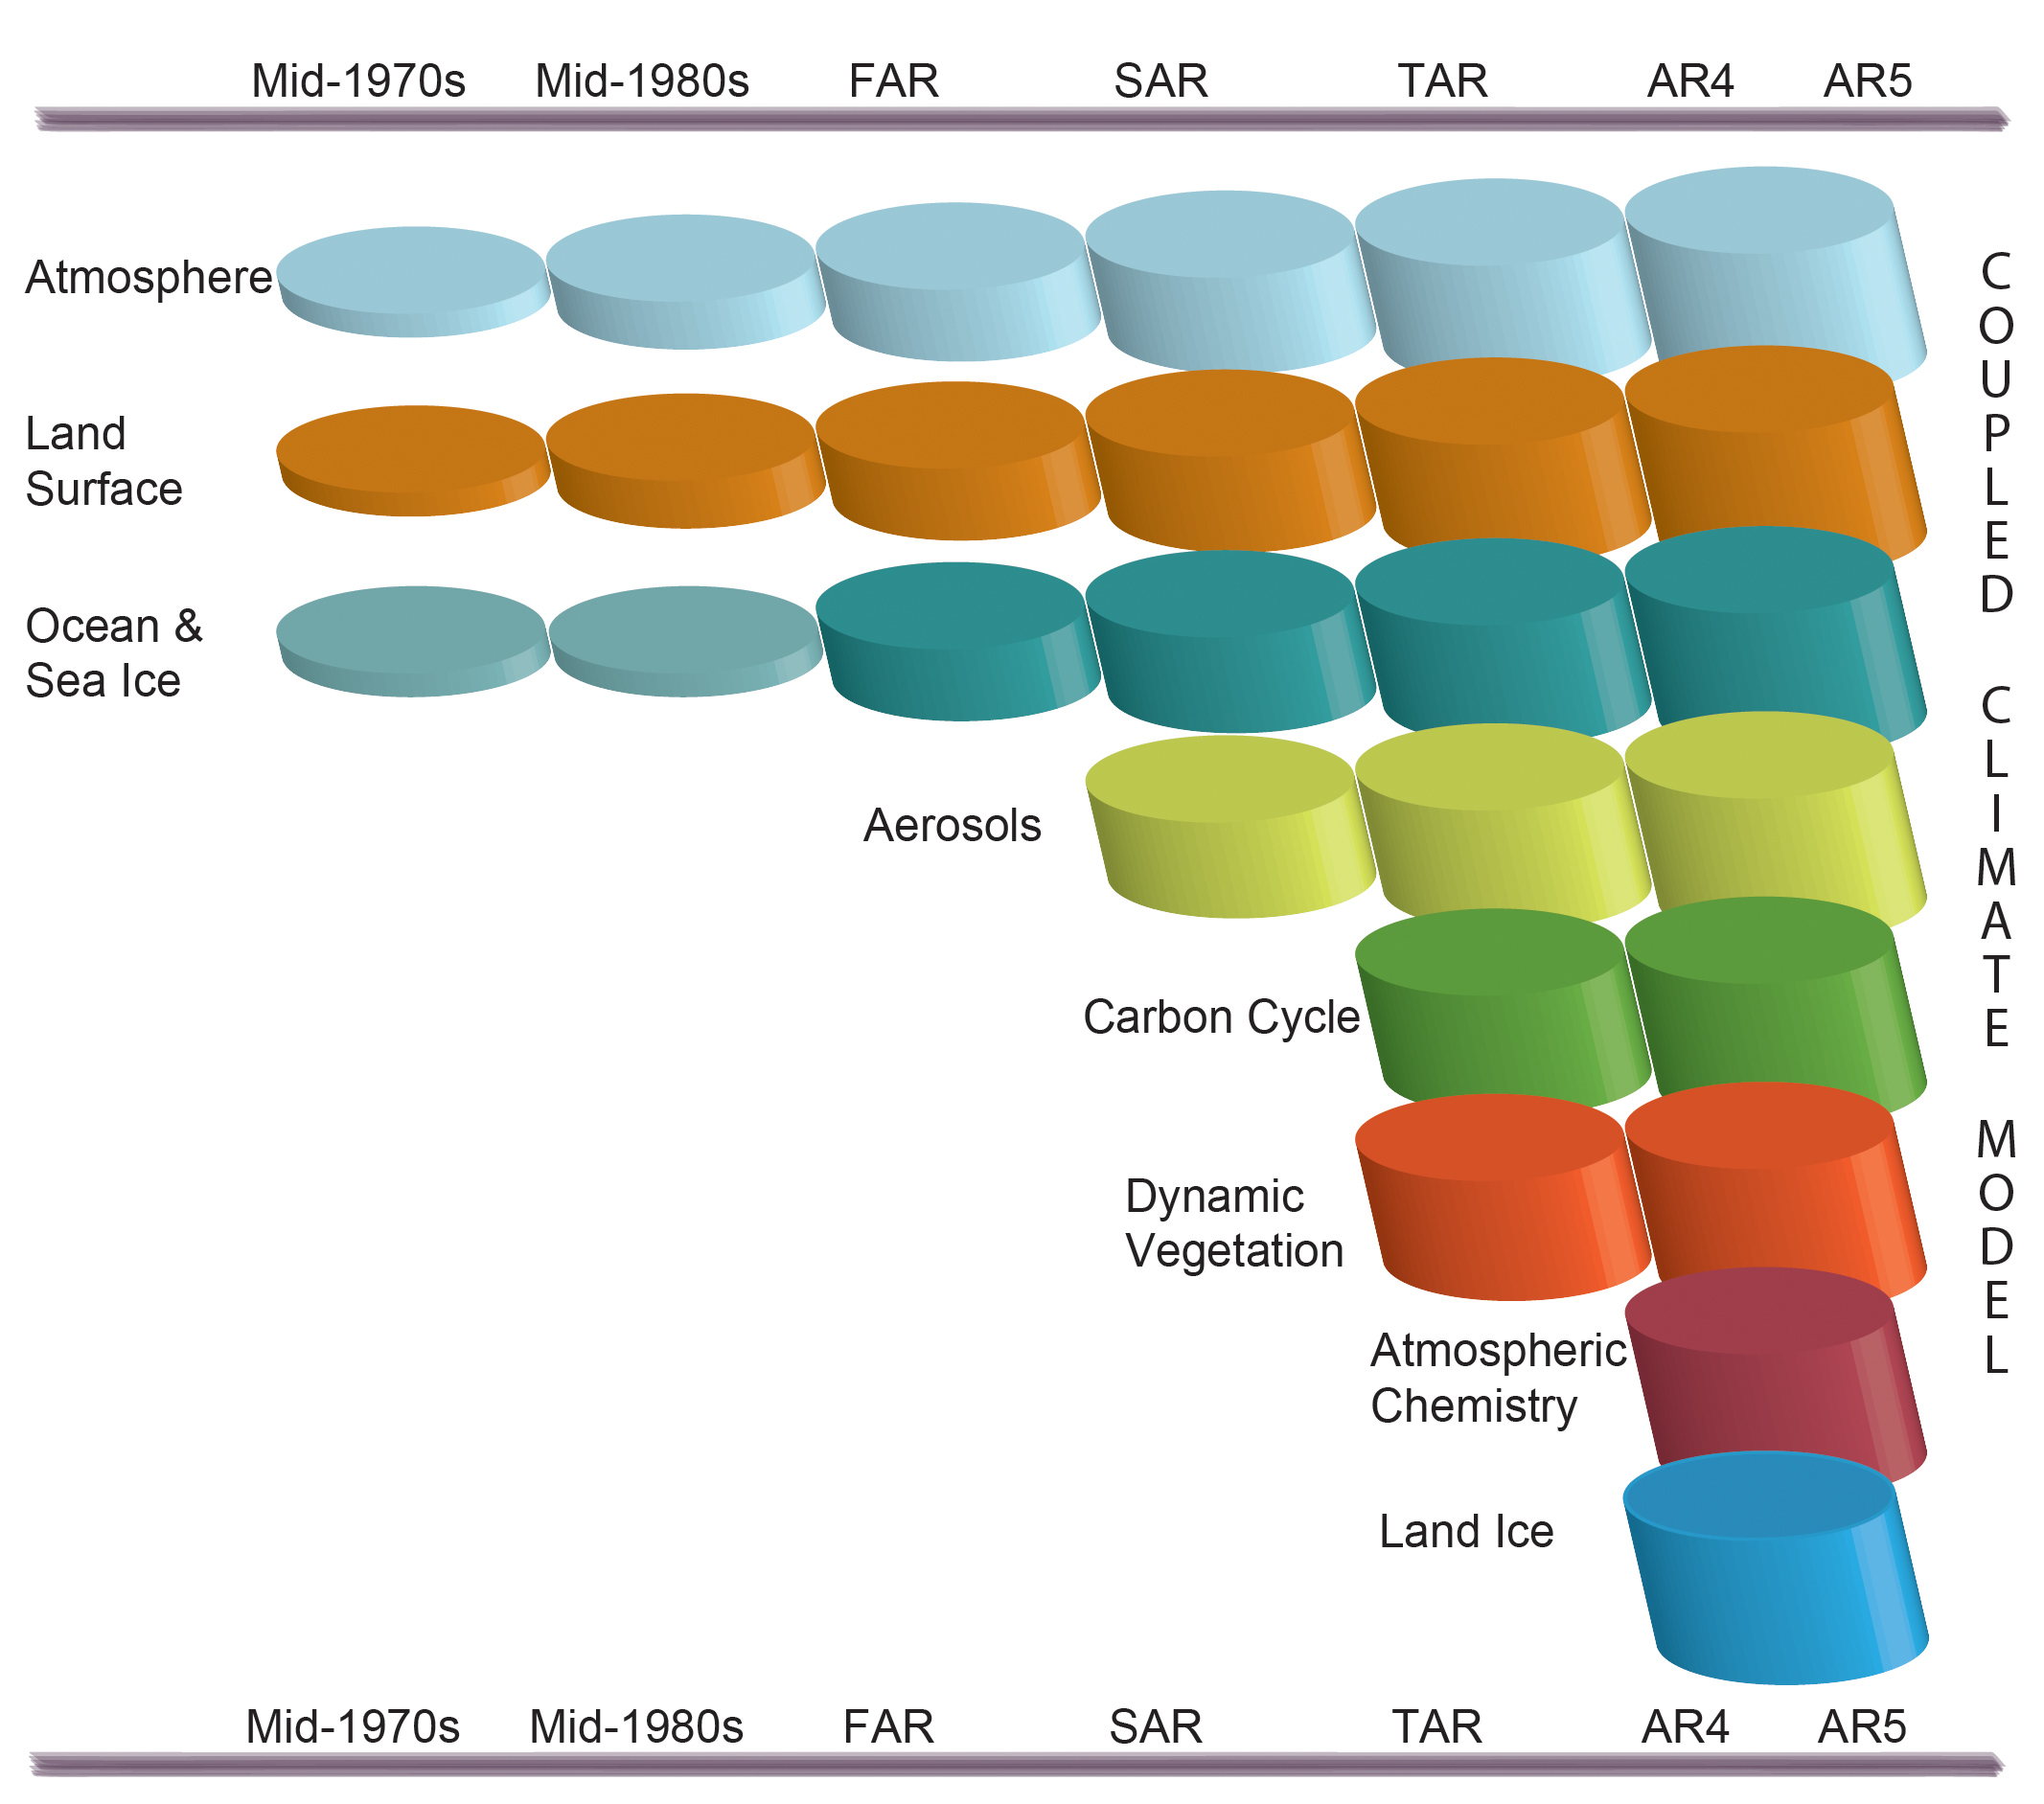 Mid-1970s Mid-1980s FAR SAR TAR AR4 AR5
Atmosphere
Land
Surface
Ocean &
Sea Ice
Aerosols
Carbon Cycle
Dynamic
Vegetation
Atmospheric
Chemistry
Land Ice
COUPLED CLIMATE MODEL
Mid-1970s Mid-1980s FAR SAR TAR AR4 AR5